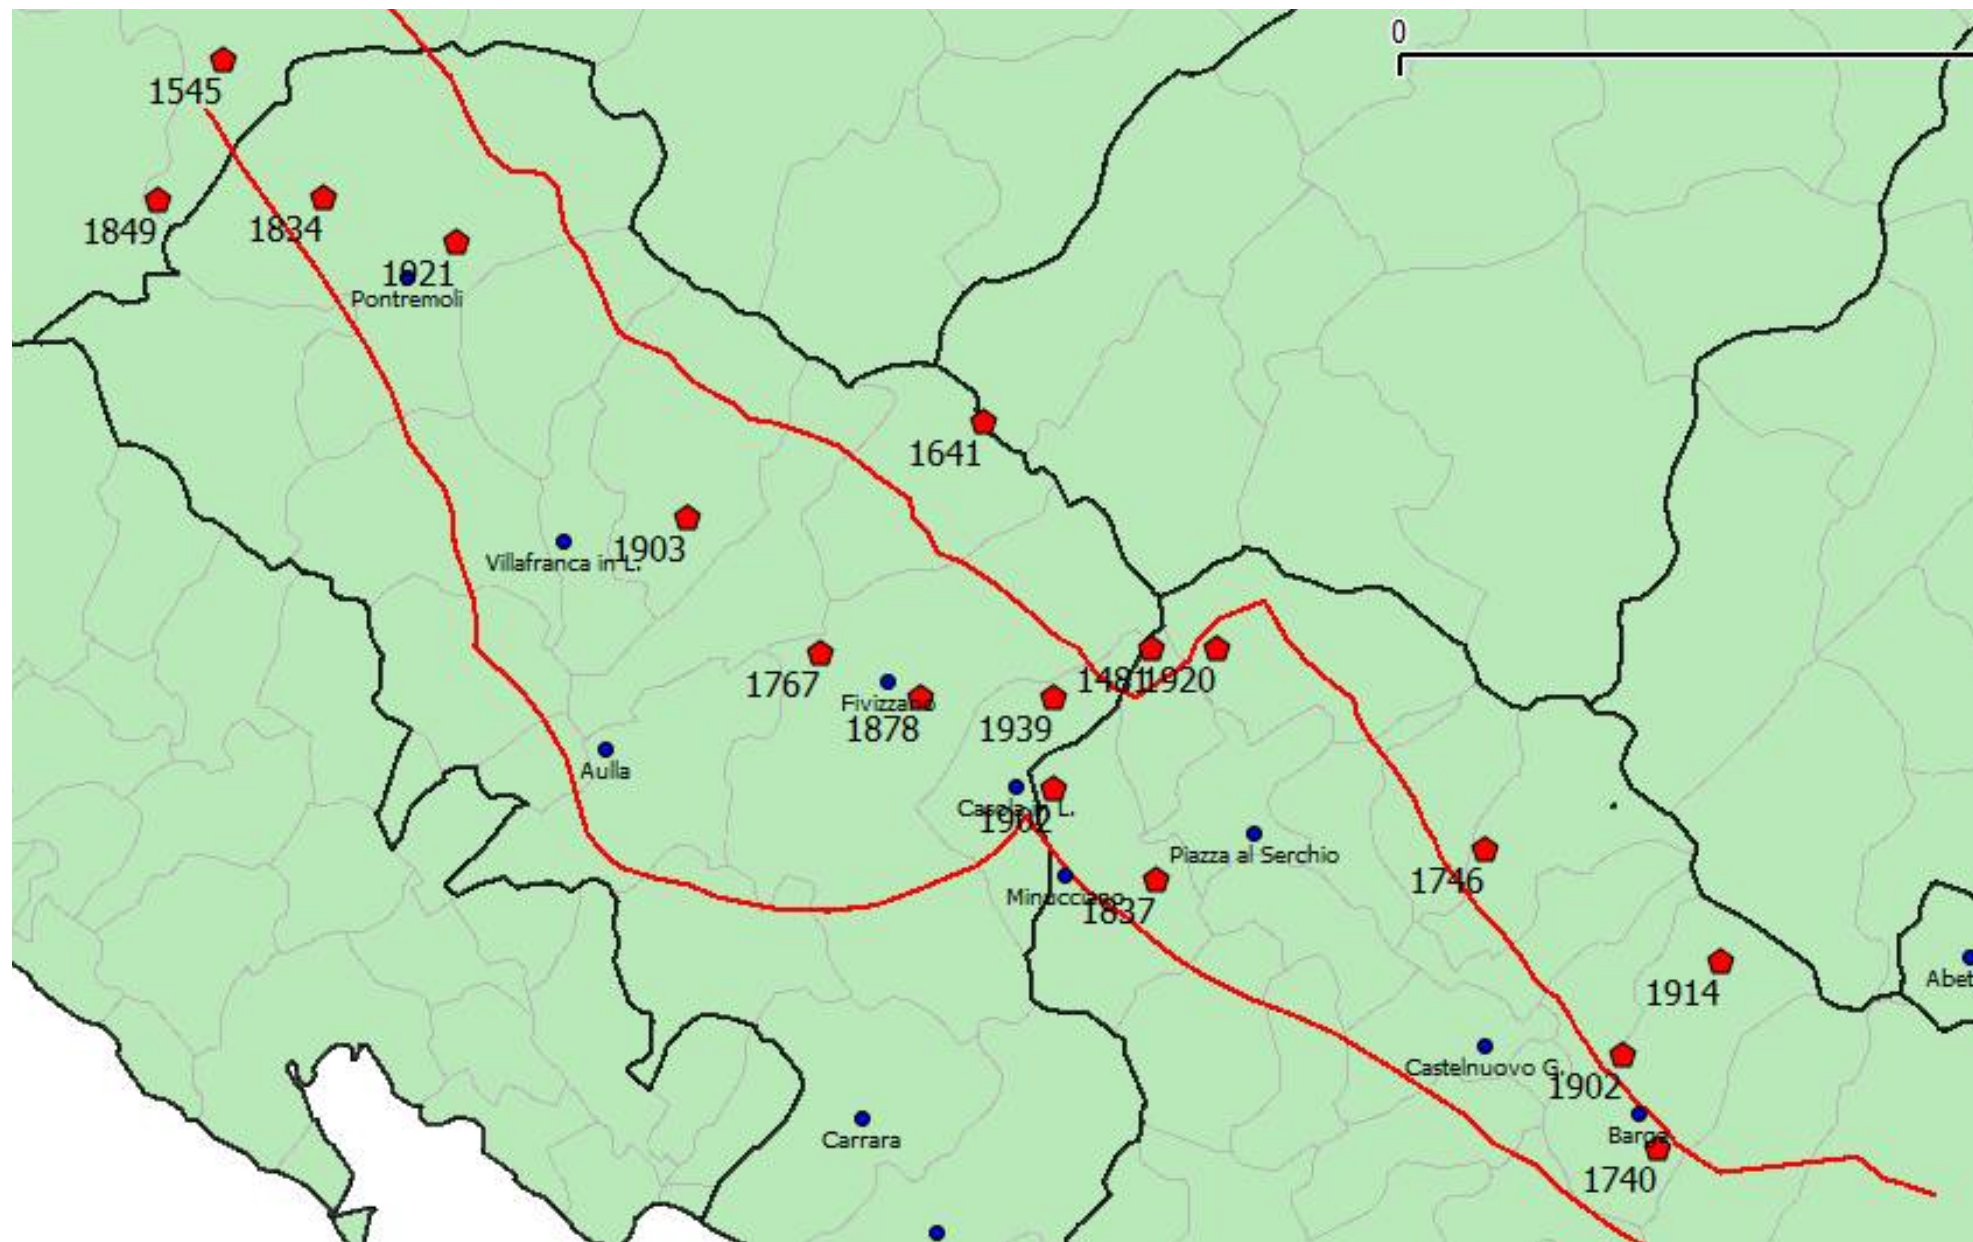 0
1545
1849
1834
1921
Pontremoli
1641
1903
Villafranca in L.
1481
1920
1767
Fivizzano
1878
1939
Aulla
Casola in L.
1902
Piazza al Serchio
1746
Minucciano
1837
1914
Abet
Castelnuovo G.
1902
Carrara
Barga
1740